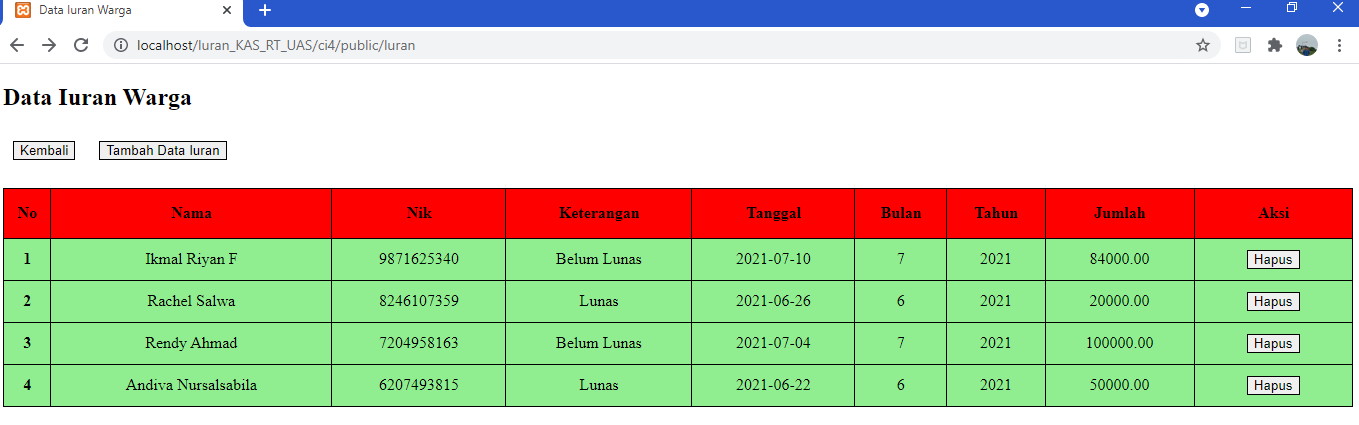 Data Iuran Warga
localhost/Iuran_KAS_RT_UAS/ci4/public/Iuran
Data Iuran Warga
Kembali Tambah Data Iuran
No Nama Nik Keterangan Tanggal Bulan Tahun Jumlah Aksi
1 Ikmal Riyan F 9871625340 Belum Lunas 2021-07-10 7 2021 84000.00 Hapus
2 Rachel Salwa 8246107359 Lunas 2021-06-26 6 2021 20000.00 Hapus
3 Rendy Ahmad 7204958163 Belum Lunas 2021-07-04 7 2021 100000.00 Hapus
4 Andiva Nursalsabila 6207493815 Lunas 2021-06-22 6 2021 50000.00 Hapus